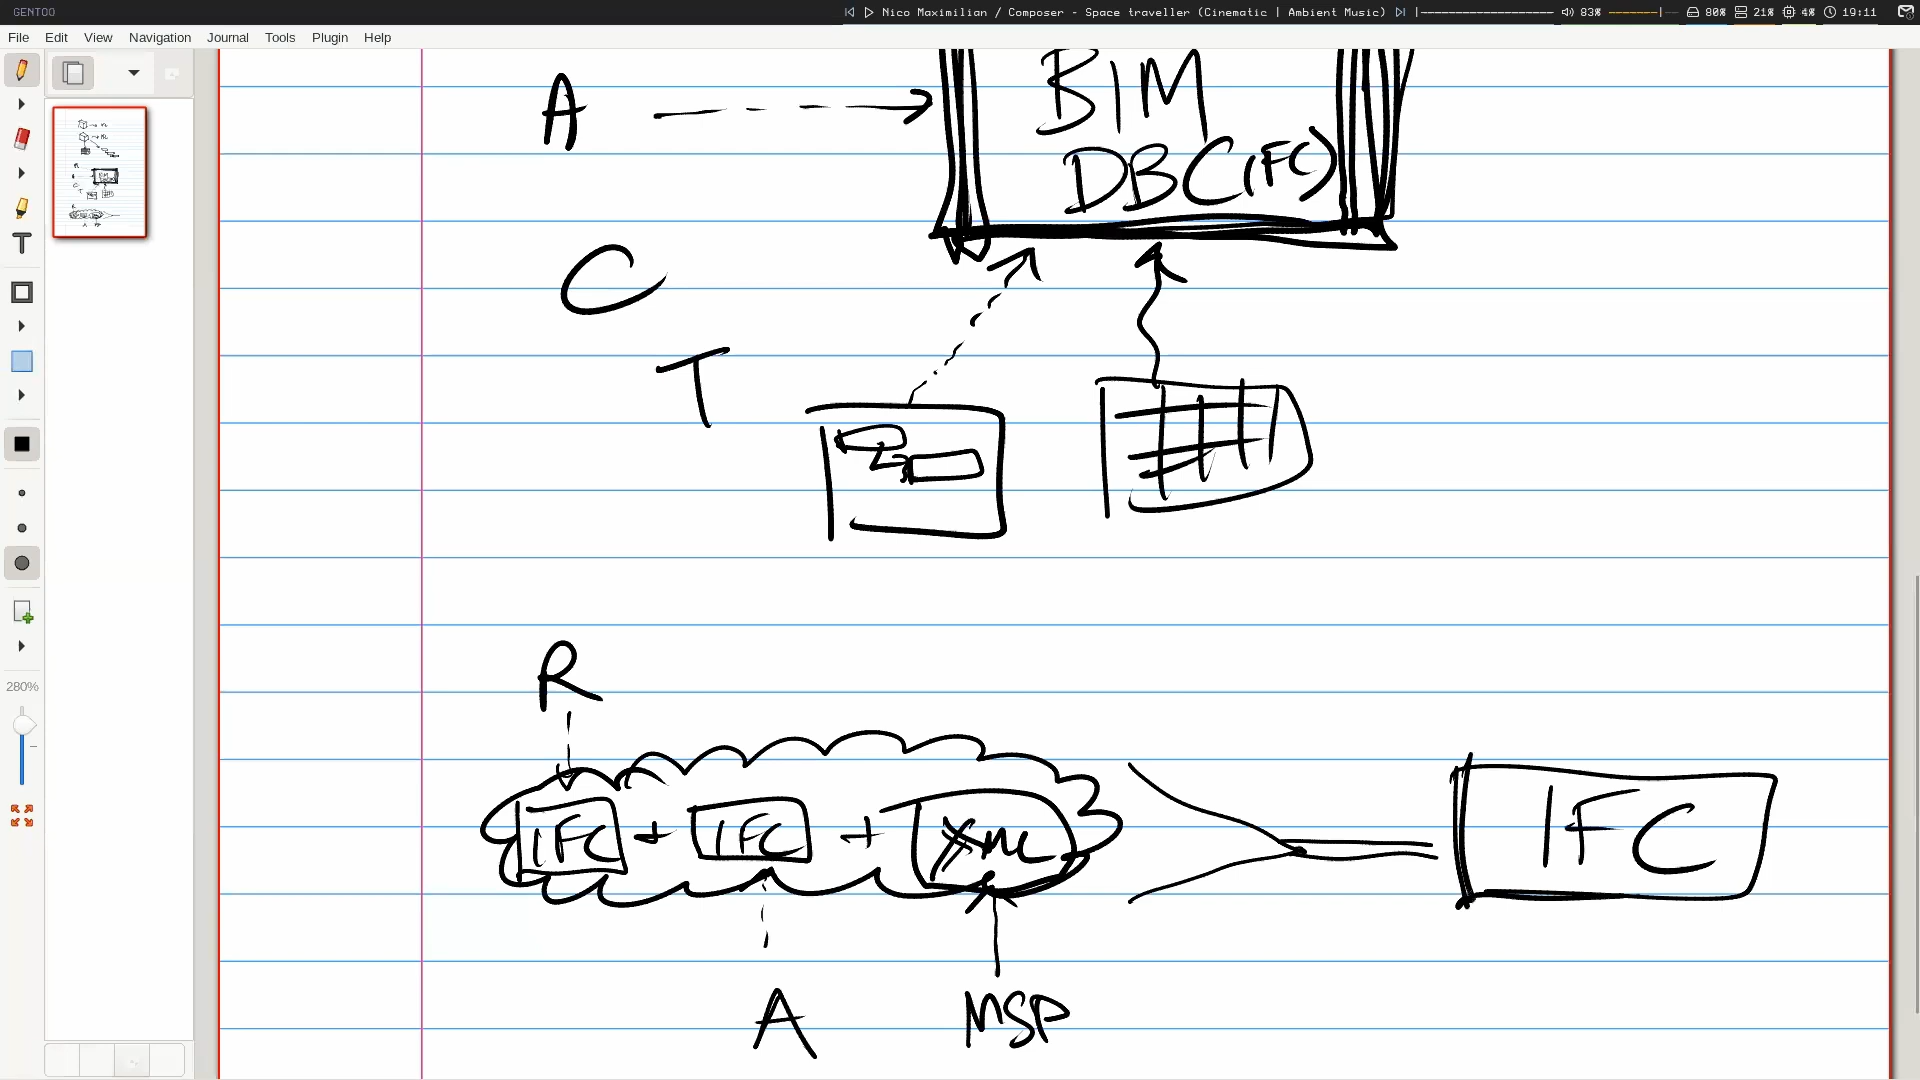 GENTOO
Nico Maximilian / Composer - Space traveller (Cinematic | Ambient Music)
83%
80%
21%
4%
19:11
File Edit View Navigation Journal Tools Plugin Help
280%
A
BIM
DBC(IFC)
C
T
R
IFC + IFC + XML
IFC
A
MSP